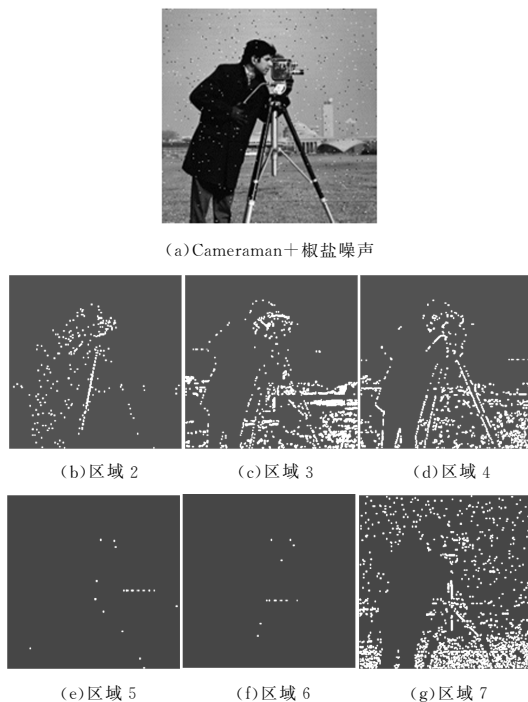 (a)Cameraman+椒盐噪声
(b)区域 2
(c)区域 3
(d)区域 4
(e)区域 5
(f)区域 6
(g)区域 7